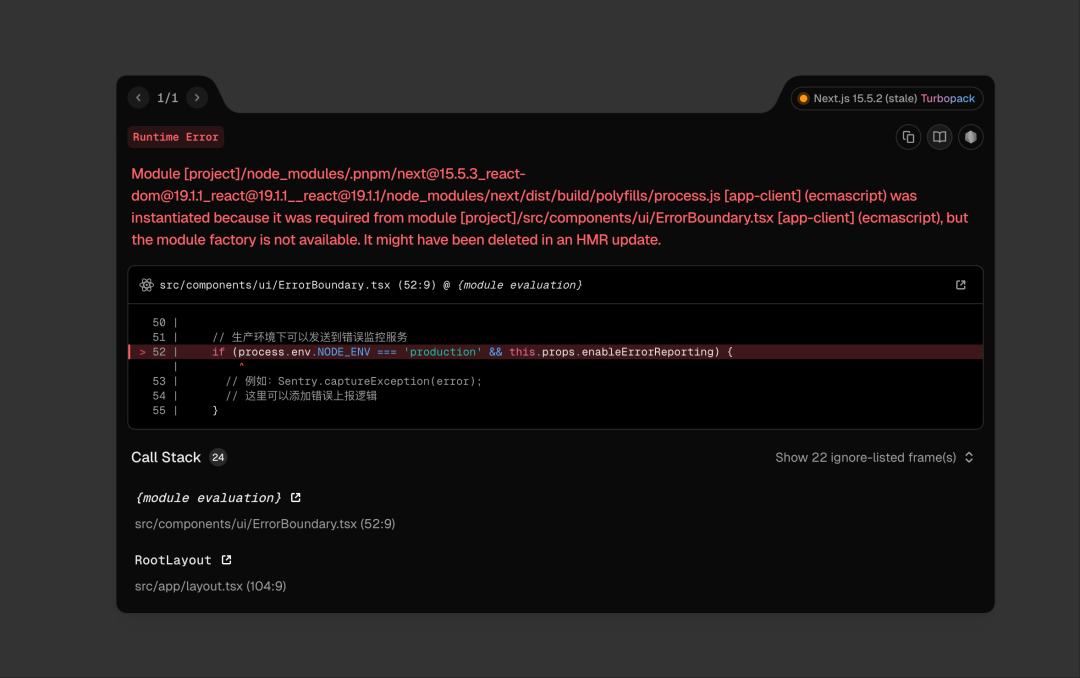 1/1
Next.js 15.5.2 (stale) Turbopack
Runtime Error
Module [project]/node_modules/.pnpm/next@15.5.3_react-
dom@19.1.1_react@19.1.1__react@19.1.1/node_modules/next/dist/build/polyfills/process.js [app-client] (ecmascript) was
instantiated because it was required from module [project]/src/components/ui/ErrorBoundary.tsx [app-client] (ecmascript), but
the module factory is not available. It might have been deleted in an HMR update.
src/components/ui/ErrorBoundary.tsx (52:9) @ {module evaluation}
50 |
51 |     // 生产环境下可以发送到错误监控服务
> 52 |     if (process.env.NODE_ENV === 'production' && this.props.enableErrorReporting) {
|         ^
53 |       // 例如：Sentry.captureException(error);
54 |       // 这里可以添加错误上报逻辑
55 |     }
Call Stack 24
Show 22 ignore-listed frame(s)
{module evaluation}
src/components/ui/ErrorBoundary.tsx (52:9)
RootLayout
src/app/layout.tsx (104:9)